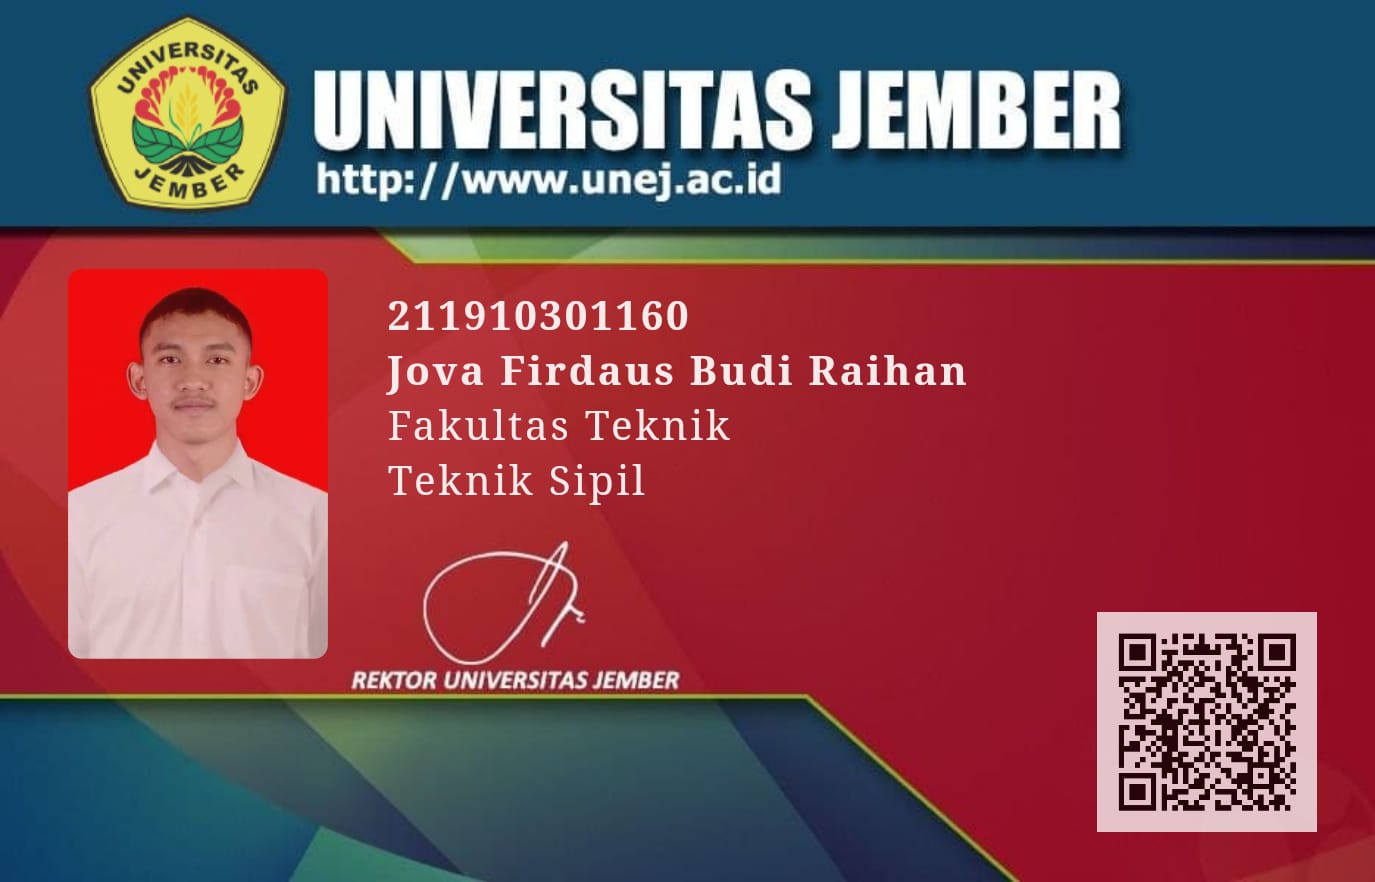 UNIVERSITAS
JEMBER
UNIVERSITAS JEMBER
http://www.unej.ac.id
211910301160
Jova Firdaus Budi Raihan
Fakultas Teknik
Teknik Sipil
REKTOR UNIVERSITAS JEMBER